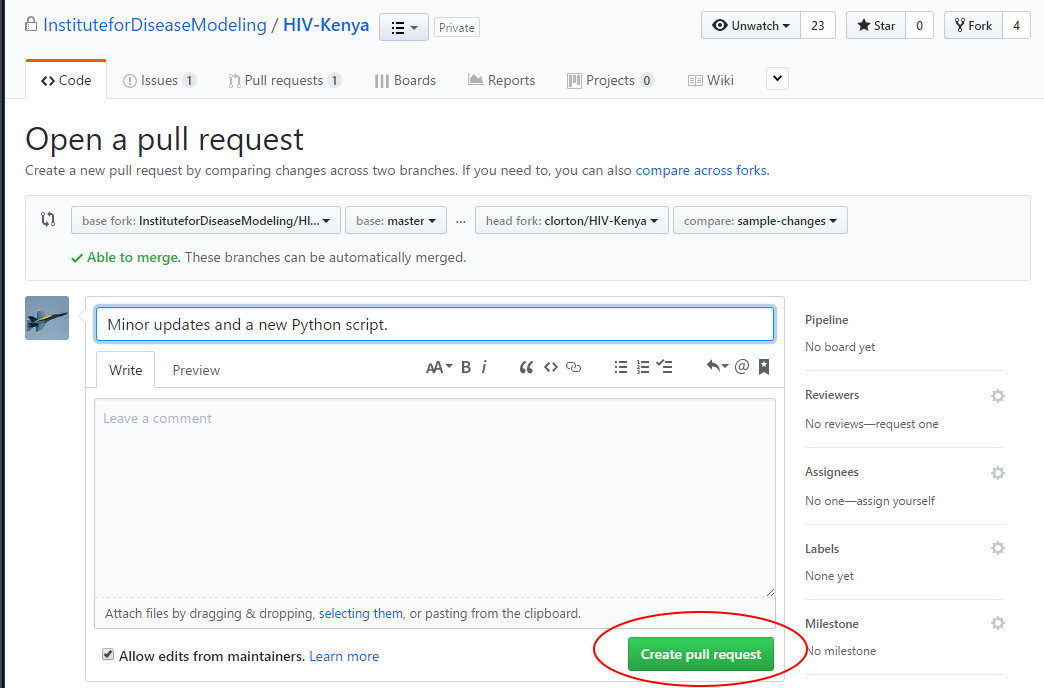 InstituteforDiseaseModeling / HIV-Kenya Private Unwatch 23 Star 0 Fork 4
Code Issues 1 Pull requests 1 Boards Reports Projects 0 Wiki
Open a pull request
Create a new pull request by comparing changes across two branches. If you need to, you can also compare across forks.
base fork: InstituteforDiseaseModeling/HI... base: master ... head fork: clorton/HIV-Kenya compare: sample-changes
Able to merge. These branches can be automatically merged.
Minor updates and a new Python script.
Write Preview AA B i
Leave a comment
Attach files by dragging & dropping, selecting them, or pasting from the clipboard.
Allow edits from maintainers. Learn more
Create pull request
Pipeline
No board yet
Reviewers
No reviews—request one
Assignees
No one—assign yourself
Labels
None yet
Milestone
No milestone